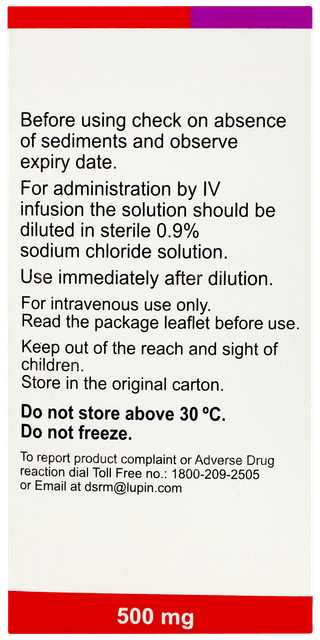 Before using check on absence
of sediments and observe
expiry date.
For administration by IV
infusion the solution should be
diluted in sterile 0.9%
sodium chloride solution.
Use immediately after dilution.
For intravenous use only.
Read the package leaflet before use.
Keep out of the reach and sight of
children.
Store in the original carton.
Do not store above 30 ºC.
Do not freeze.
To report product complaint or Adverse Drug
reaction dial Toll Free no.: 1800-209-2505
or Email at dsrm@lupin.com
500 mg